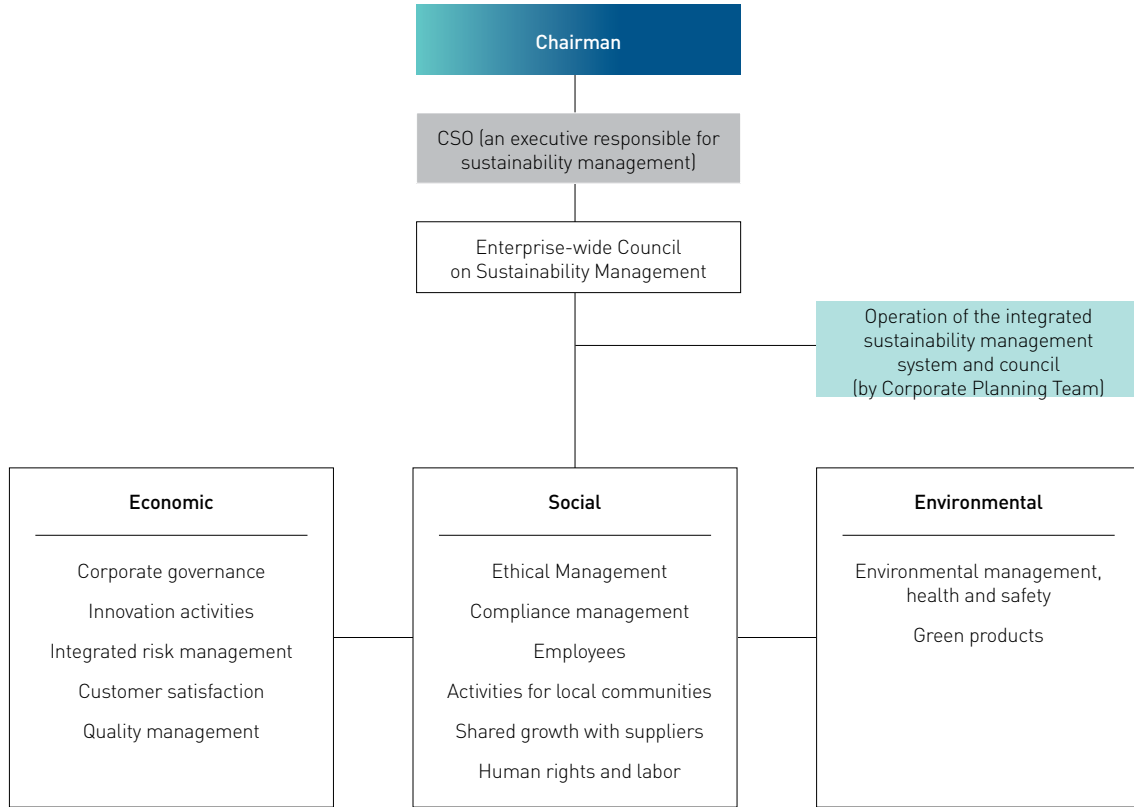 Chairman
CSO (an executive responsible for
sustainability management)
Enterprise-wide Council
on Sustainability Management
Operation of the integrated
sustainability management
system and council
(by Corporate Planning Team)
Economic
Corporate governance
Innovation activities
Integrated risk management
Customer satisfaction
Quality management
Social
Ethical Management
Compliance management
Employees
Activities for local communities
Shared growth with suppliers
Human rights and labor
Environmental
Environmental management,
health and safety
Green products